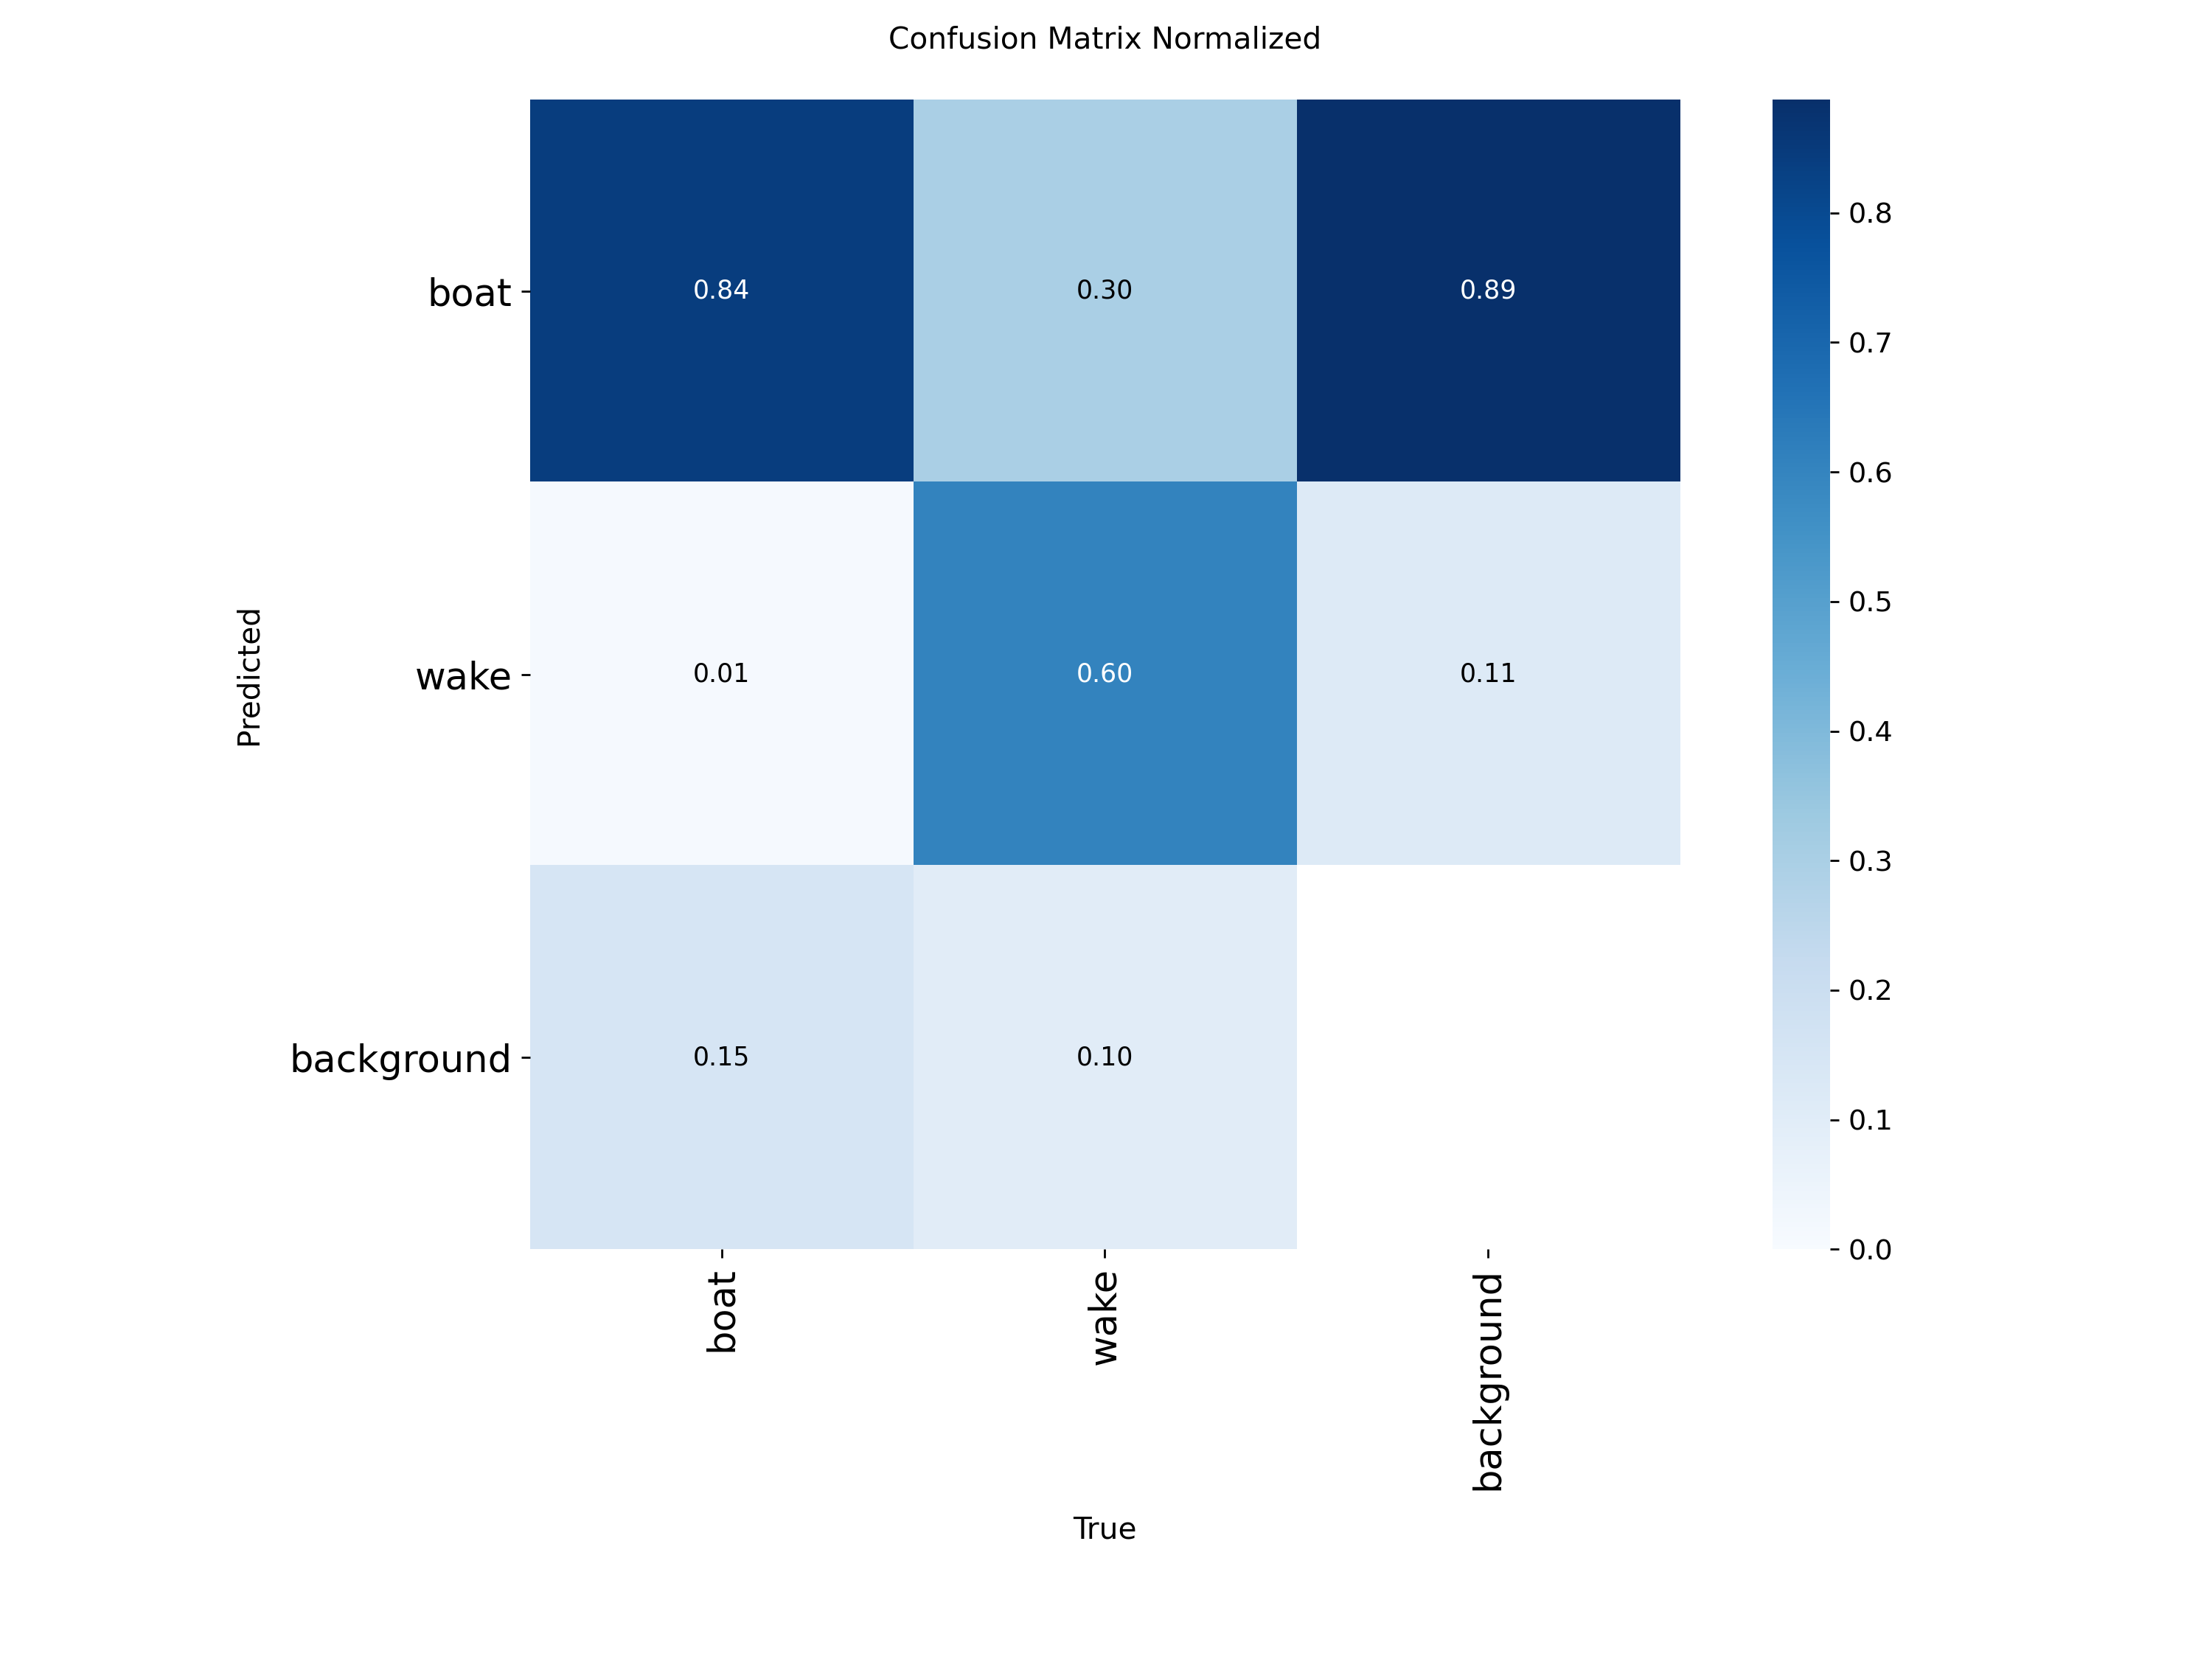 Confusion Matrix Normalized
Predicted
boat
0.84
0.30
0.89
wake
0.01
0.60
0.11
background
0.15
0.10
boat
wake
background
True
0.8
0.7
0.6
0.5
0.4
0.3
0.2
0.1
0.0